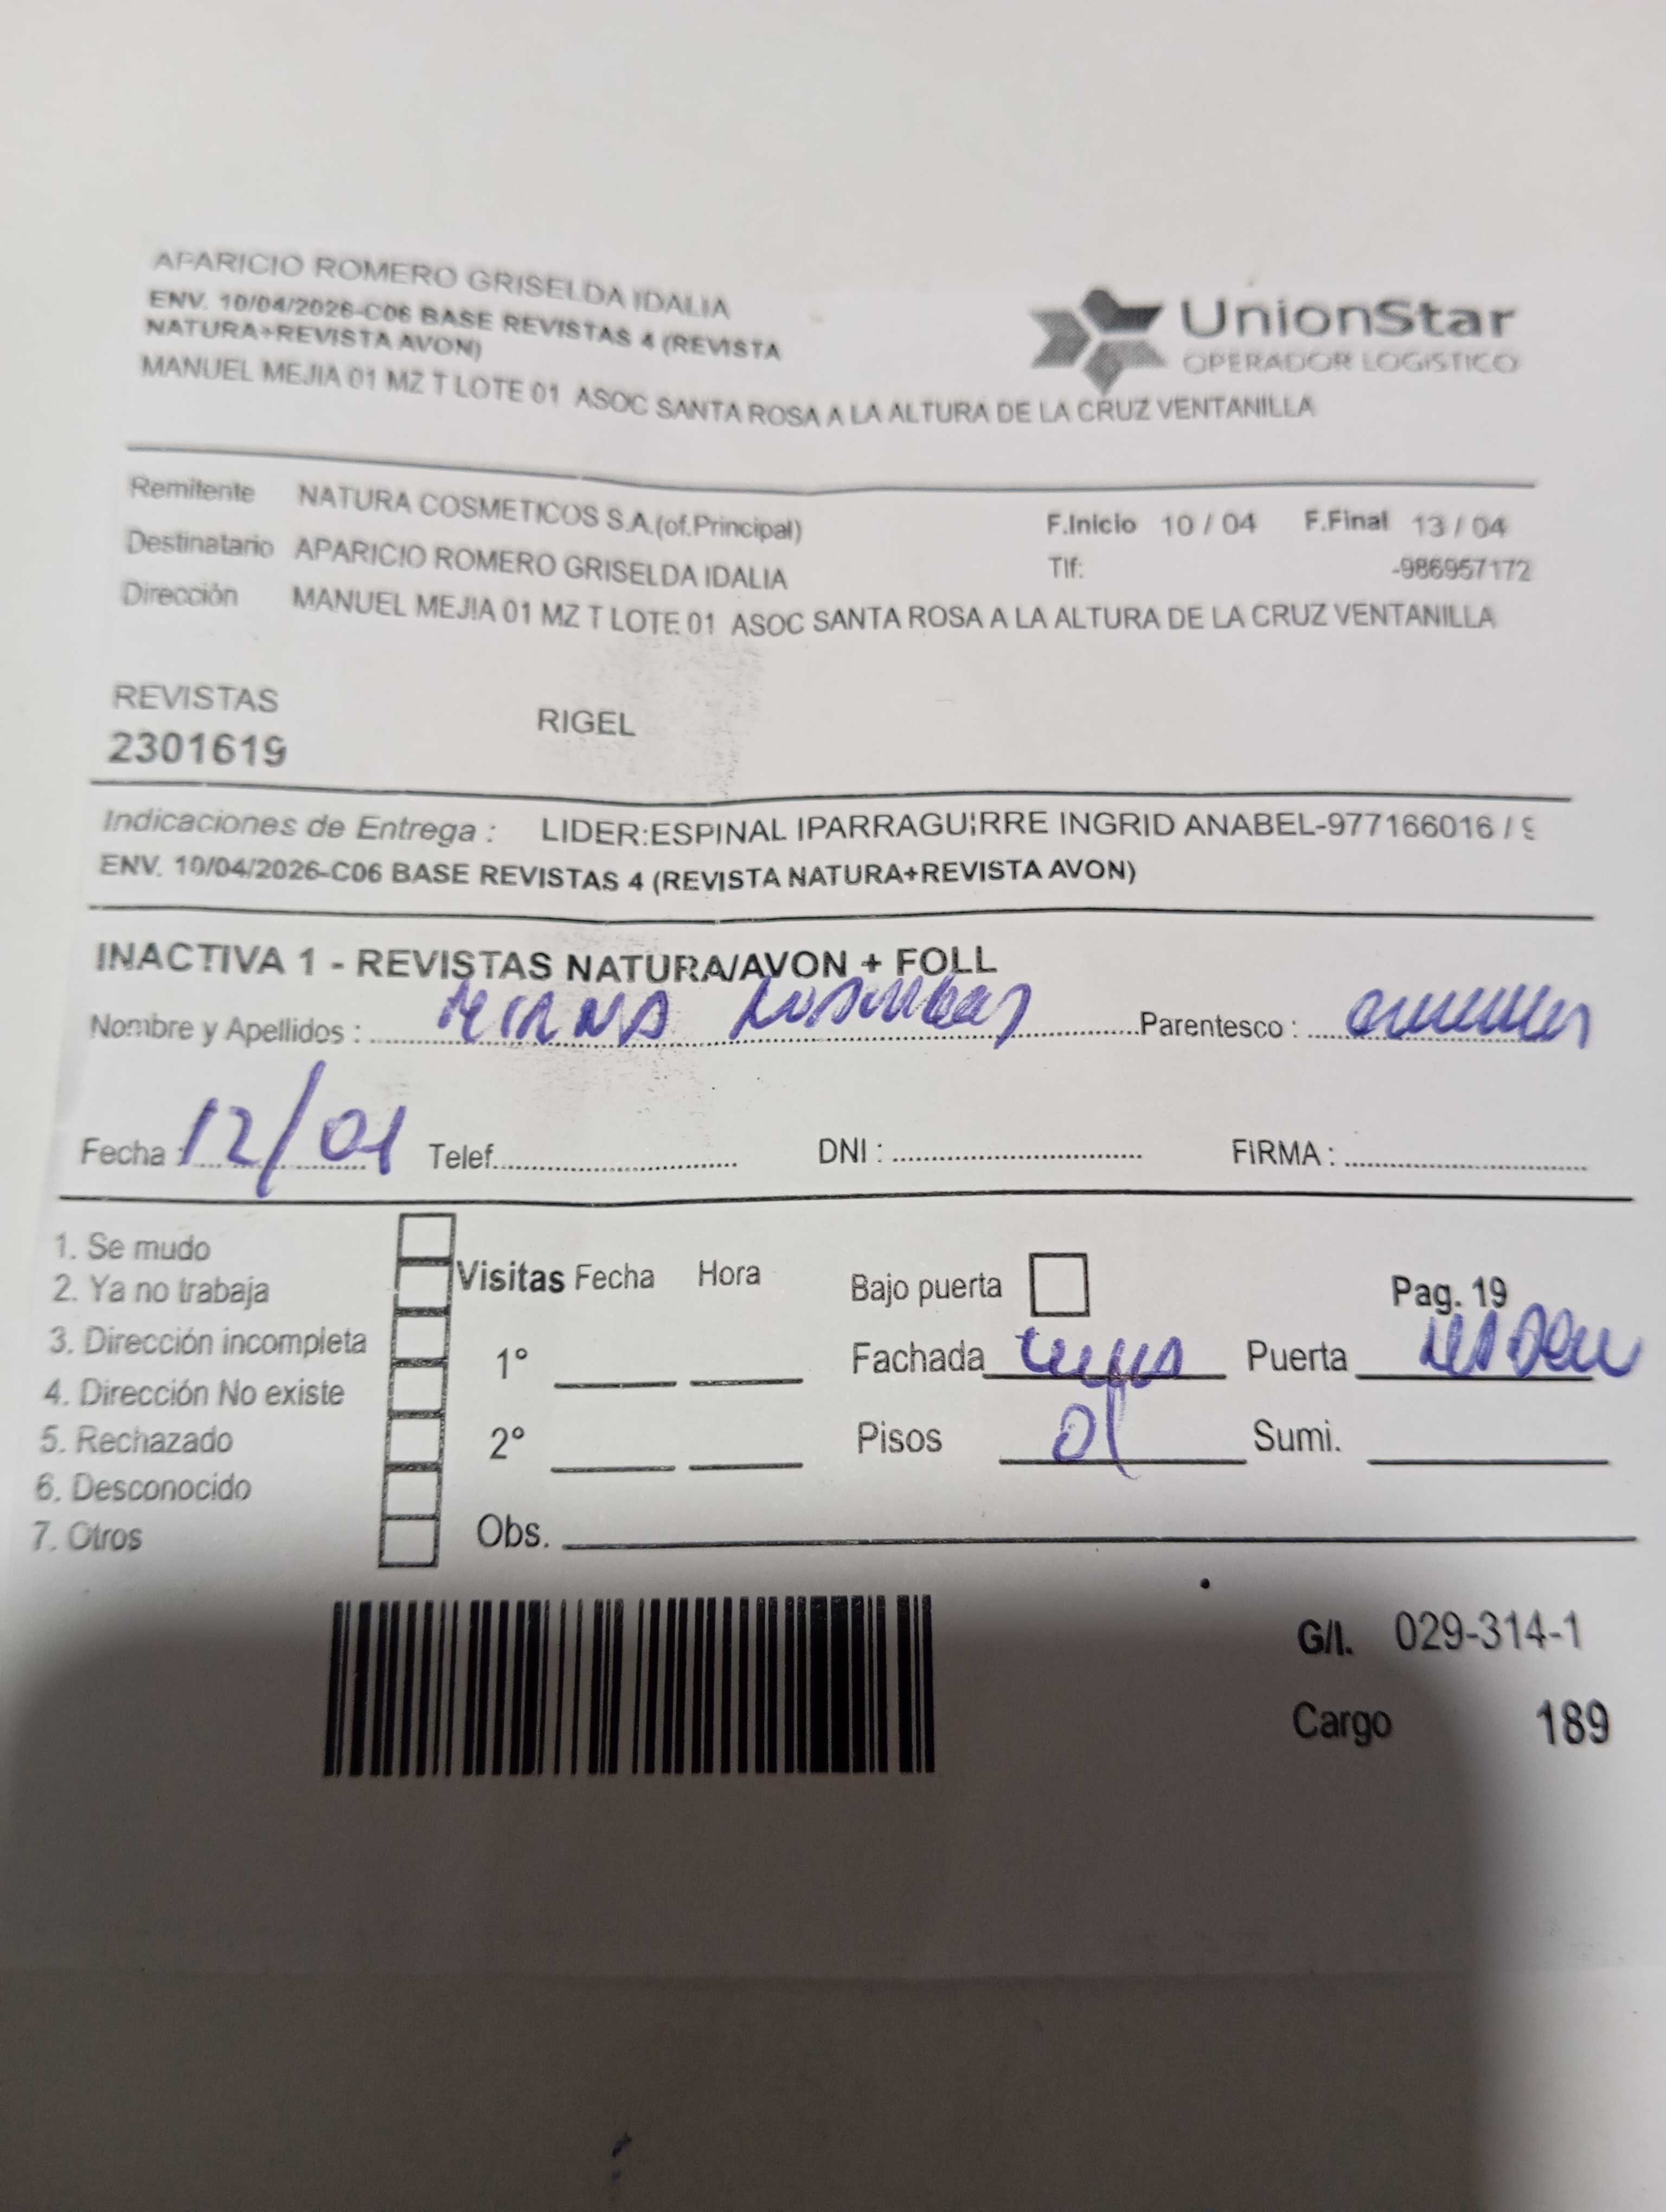 APARICIO ROMERO GRISELDA IDALIA
ENV. 10/04/2026-C06 BASE REVISTAS 4 (REVISTA
NATURA+REVISTA AVON)
MANUEL MEJIA 01 MZ T LOTE 01 ASOC SANTA ROSA A LA ALTURA DE LA CRUZ VENTANILLA
UnionStar
OPERADOR LOGISTICO
Remitente NATURA COSMETICOS S.A.(of.Principal) F.Inicio 10 / 04 F.Final 13 / 04
Destinatario APARICIO ROMERO GRISELDA IDALIA Tlf: -986957172
Dirección MANUEL MEJIA 01 MZ T LOTE 01 ASOC SANTA ROSA A LA ALTURA DE LA CRUZ VENTANILLA
REVISTAS RIGEL
2301619
Indicaciones de Entrega : LIDER:ESPINAL IPARRAGUIRRE INGRID ANABEL-977166016 / 9
ENV. 10/04/2026-C06 BASE REVISTAS 4 (REVISTA NATURA+REVISTA AVON)
INACTIVA 1 - REVISTAS NATURA/AVON + FOLL
Nombre y Apellidos : Parentesco :
Fecha : 12/04 Telef. DNI : FIRMA :
1. Se mudo
2. Ya no trabaja Visitas Fecha Hora Bajo puerta Pag. 19
3. Dirección incompleta 1° Fachada Puerta
4. Dirección No existe
5. Rechazado 2° Pisos 01 Sumi.
6. Desconocido
7. Otros Obs.
G/I. 029-314-1
Cargo 189